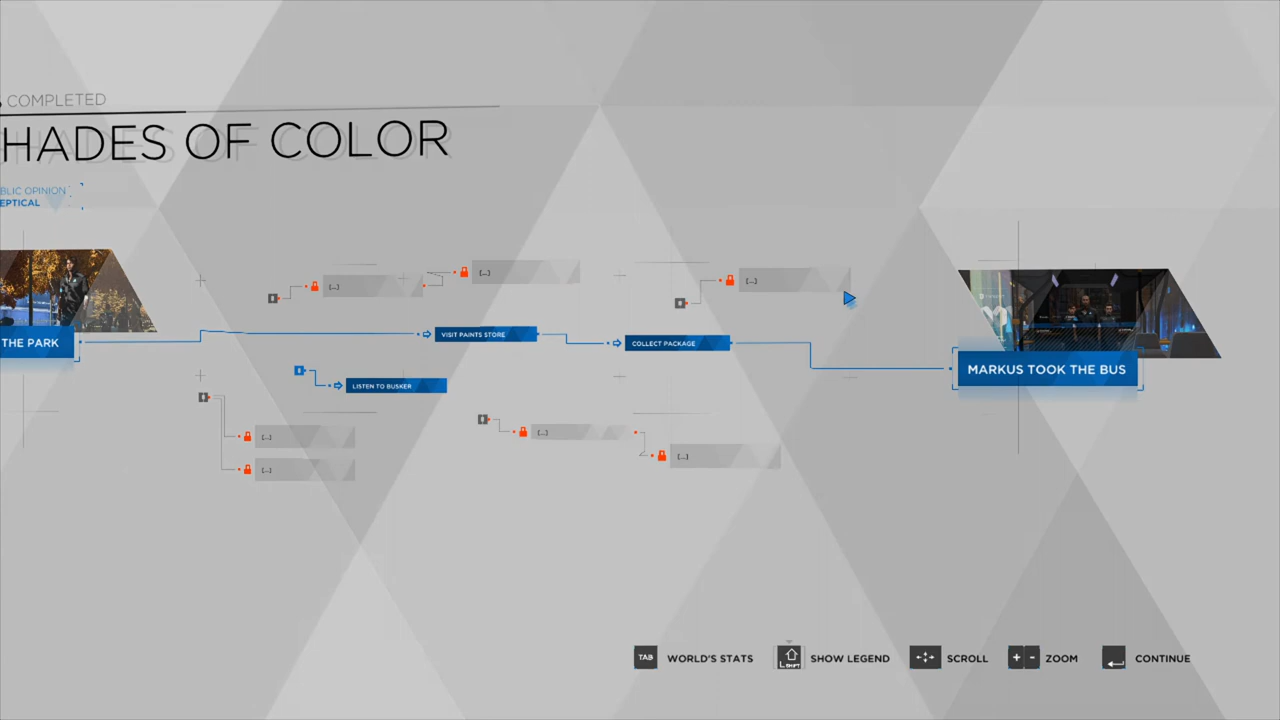 COMPLETED
HADES OF COLOR
BLIC OPINION
EPTICAL
[...]
[...]
[...]
THE PARK
VISIT PAINTS STORE
COLLECT PACKAGE
MARKUS TOOK THE BUS
LISTEN TO BUSKER
[...]
[...]
[...]
[...]
TAB WORLD'S STATS
L SHIFT SHOW LEGEND
SCROLL
+ - ZOOM
CONTINUE